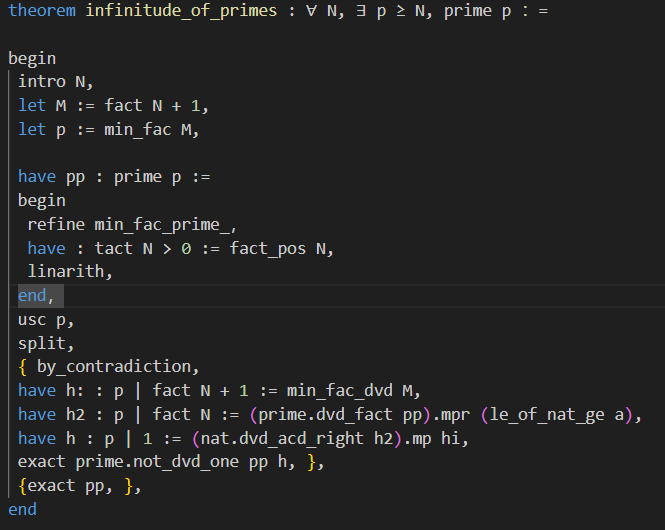 theorem infinitude_of_primes : ∀ N, ∃ p ≥ N, prime p :=
begin
intro N,
let M := fact N + 1,
let p := min_fac M,
have pp : prime p :=
begin
refine min_fac_prime_,
have : tact N > 0 := fact_pos N,
linarith,
end,
usc p,
split,
{ by_contradiction,
have h: : p | fact N + 1 := min_fac_dvd M,
have h2 : p | fact N := (prime.dvd_fact pp).mpr (le_of_nat_ge a),
have h : p | 1 := (nat.dvd_acd_right h2).mp hi,
exact prime.not_dvd_one pp h, },
{exact pp, },
end